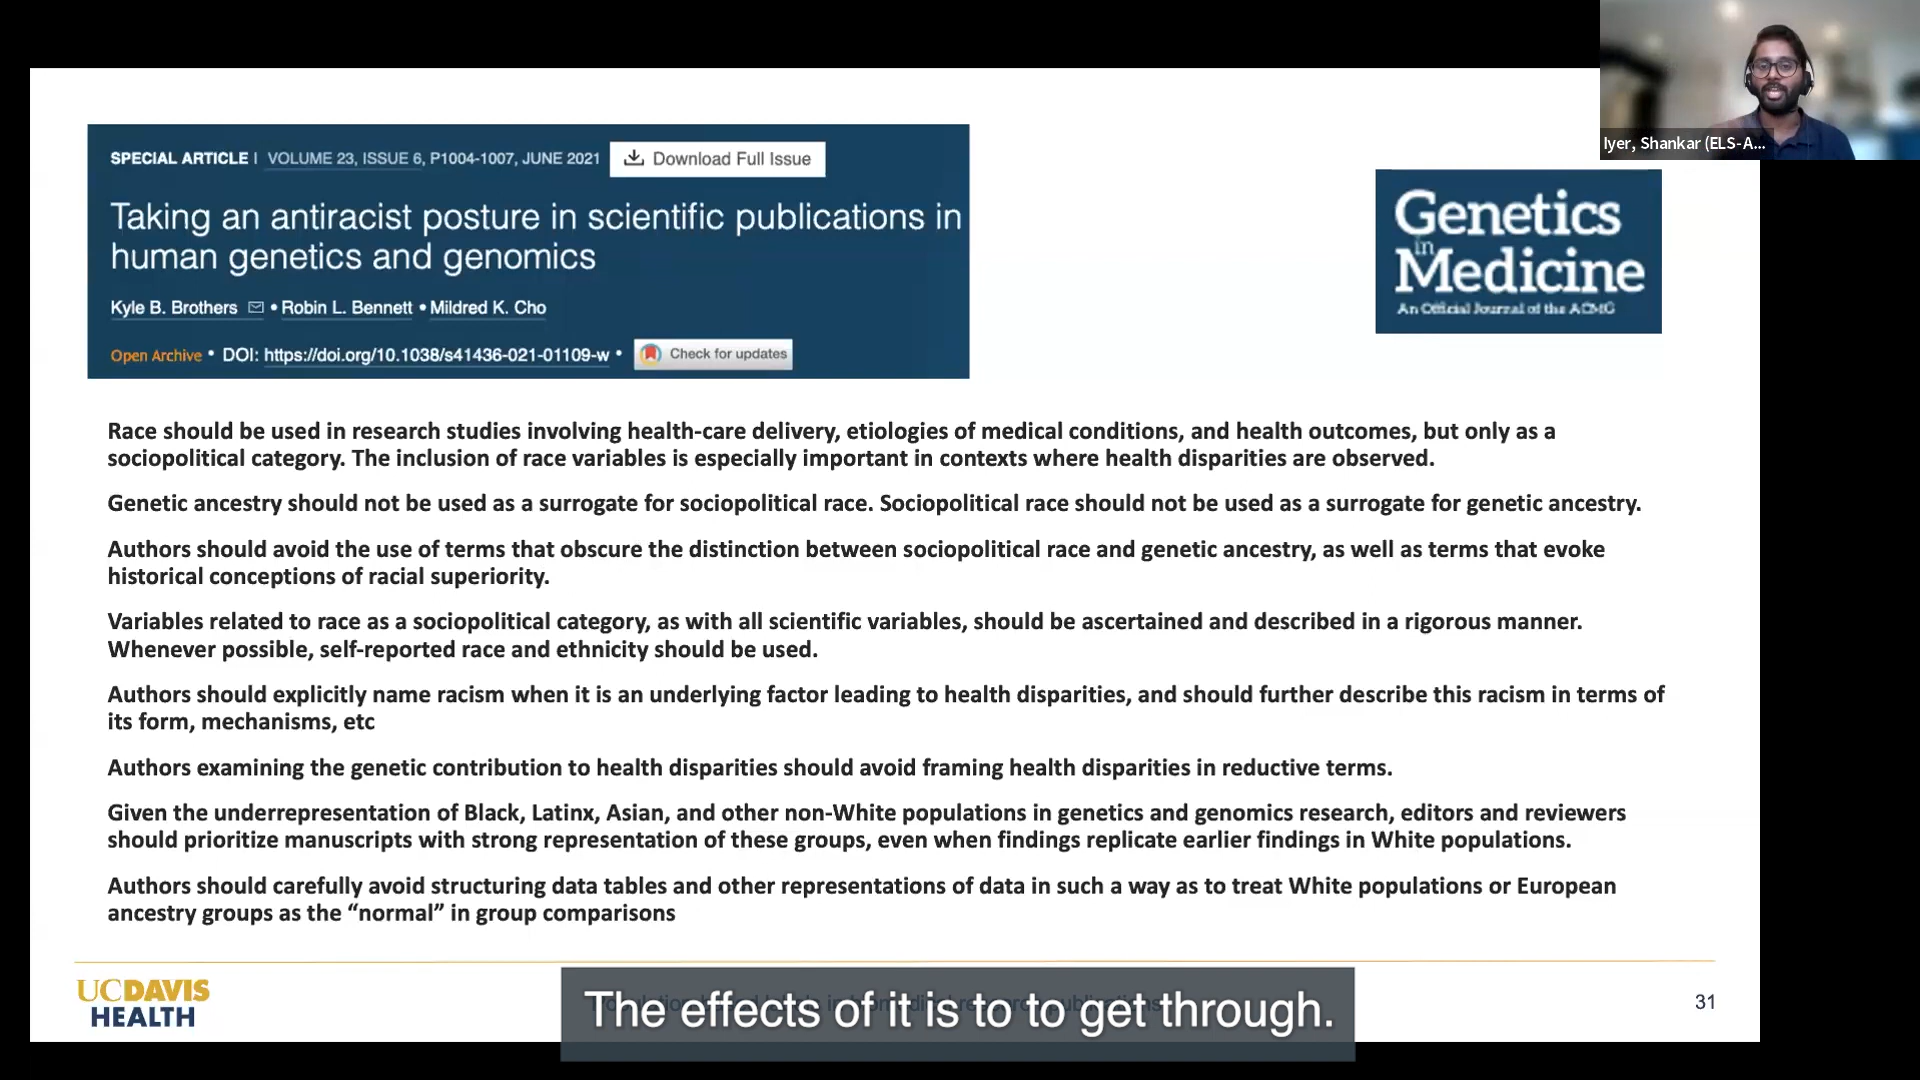 Iyer, Shankar (ELS-A...
SPECIAL ARTICLE | VOLUME 23, ISSUE 6, P1004-1007, JUNE 2021 Download Full Issue
Taking an antiracist posture in scientific publications in
human genetics and genomics
Kyle B. Brothers • Robin L. Bennett • Mildred K. Cho
Open Archive • DOI: https://doi.org/10.1038/s41436-021-01109-w • Check for updates
Genetics
in
Medicine
An Official Journal of the ACMG
Race should be used in research studies involving health-care delivery, etiologies of medical conditions, and health outcomes, but only as a
sociopolitical category. The inclusion of race variables is especially important in contexts where health disparities are observed.
Genetic ancestry should not be used as a surrogate for sociopolitical race. Sociopolitical race should not be used as a surrogate for genetic ancestry.
Authors should avoid the use of terms that obscure the distinction between sociopolitical race and genetic ancestry, as well as terms that evoke
historical conceptions of racial superiority.
Variables related to race as a sociopolitical category, as with all scientific variables, should be ascertained and described in a rigorous manner.
Whenever possible, self-reported race and ethnicity should be used.
Authors should explicitly name racism when it is an underlying factor leading to health disparities, and should further describe this racism in terms of
its form, mechanisms, etc
Authors examining the genetic contribution to health disparities should avoid framing health disparities in reductive terms.
Given the underrepresentation of Black, Latinx, Asian, and other non-White populations in genetics and genomics research, editors and reviewers
should prioritize manuscripts with strong representation of these groups, even when findings replicate earlier findings in White populations.
Authors should carefully avoid structuring data tables and other representations of data in such a way as to treat White populations or European
ancestry groups as the “normal” in group comparisons
UCDAVIS
HEALTH
The effects of it is to to get through.
31